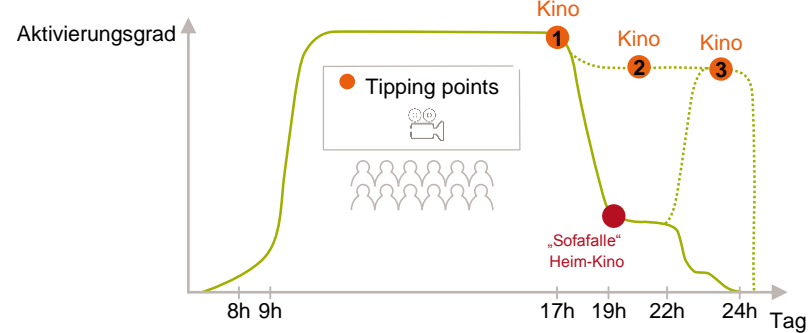 Kino
Aktivierungsgrad
1
Kino
2
Kino
3
Tipping points
„Sofafalle“
Heim-Kino
8h 9h 17h 19h 22h 24h
Tag